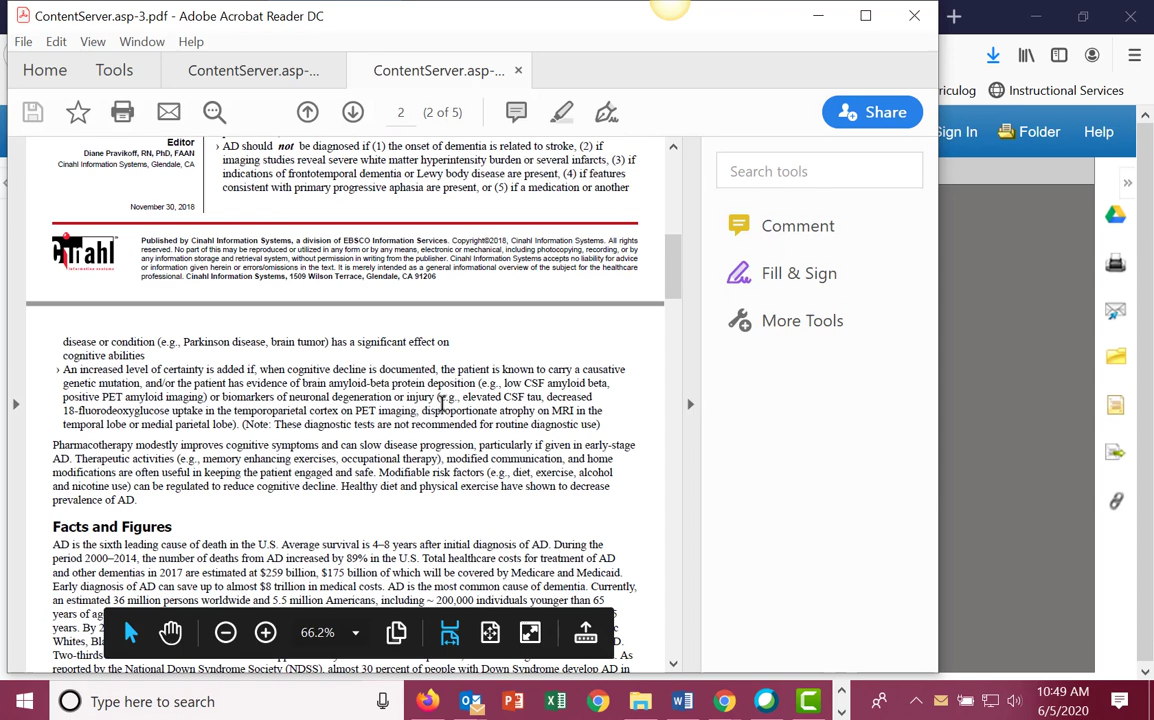 ContentServer.asp-3.pdf - Adobe Acrobat Reader DC
File Edit View Window Help
Home Tools ContentServer.asp-... ContentServer.asp-... ×
2 (2 of 5)
Share
riculog Instructional Services
Sign In Folder Help
Editor
Diane Pravikoff, RN, PhD, FAAN
Cinahl Information Systems, Glendale, CA
November 30, 2018
› AD should not be diagnosed if (1) the onset of dementia is related to stroke, (2) if
imaging studies reveal severe white matter hyperintensity burden or several infarcts, (3) if
indications of frontotemporal dementia or Lewy body disease are present, (4) if features
consistent with primary progressive aphasia are present, or (5) if a medication or another
Cinahl
information systems
Published by Cinahl Information Systems, a division of EBSCO Information Services. Copyright©2018, Cinahl Information Systems. All rights
reserved. No part of this may be reproduced or utilized in any form or by any means, electronic or mechanical, including photocopying, recording, or by
any information storage and retrieval system, without permission in writing from the publisher. Cinahl Information Systems accepts no liability for advice
or information given herein or errors/omissions in the text. It is merely intended as a general informational overview of the subject for the healthcare
professional. Cinahl Information Systems, 1509 Wilson Terrace, Glendale, CA 91206
disease or condition (e.g., Parkinson disease, brain tumor) has a significant effect on
cognitive abilities
› An increased level of certainty is added if, when cognitive decline is documented, the patient is known to carry a causative
genetic mutation, and/or the patient has evidence of brain amyloid-beta protein deposition (e.g., low CSF amyloid beta,
positive PET amyloid imaging) or biomarkers of neuronal degeneration or injury (e.g., elevated CSF tau, decreased
18-fluorodeoxyglucose uptake in the temporoparietal cortex on PET imaging, disproportionate atrophy on MRI in the
temporal lobe or medial parietal lobe). (Note: These diagnostic tests are not recommended for routine diagnostic use)
Pharmacotherapy modestly improves cognitive symptoms and can slow disease progression, particularly if given in early-stage
AD. Therapeutic activities (e.g., memory enhancing exercises, occupational therapy), modified communication, and home
modifications are often useful in keeping the patient engaged and safe. Modifiable risk factors (e.g., diet, exercise, alcohol
and nicotine use) can be regulated to reduce cognitive decline. Healthy diet and physical exercise have shown to decrease
prevalence of AD.
Facts and Figures
AD is the sixth leading cause of death in the U.S. Average survival is 4–8 years after initial diagnosis of AD. During the
period 2000–2014, the number of deaths from AD increased by 89% in the U.S. Total healthcare costs for treatment of AD
and other dementias in 2017 are estimated at $259 billion, $175 billion of which will be covered by Medicare and Medicaid.
Early diagnosis of AD can save up to almost $8 trillion in medical costs. AD is the most common cause of dementia. Currently,
an estimated 36 million persons worldwide and 5.5 million Americans, including ~ 200,000 individuals younger than 65
years of ag
years. By 2
Whites, Bla
Two-thirds
As
reported by the National Down Syndrome Society (NDSS), almost 30 percent of people with Down Syndrome develop AD in
66.2%
Search tools
Comment
Fill & Sign
More Tools
Type here to search
10:49 AM
6/5/2020